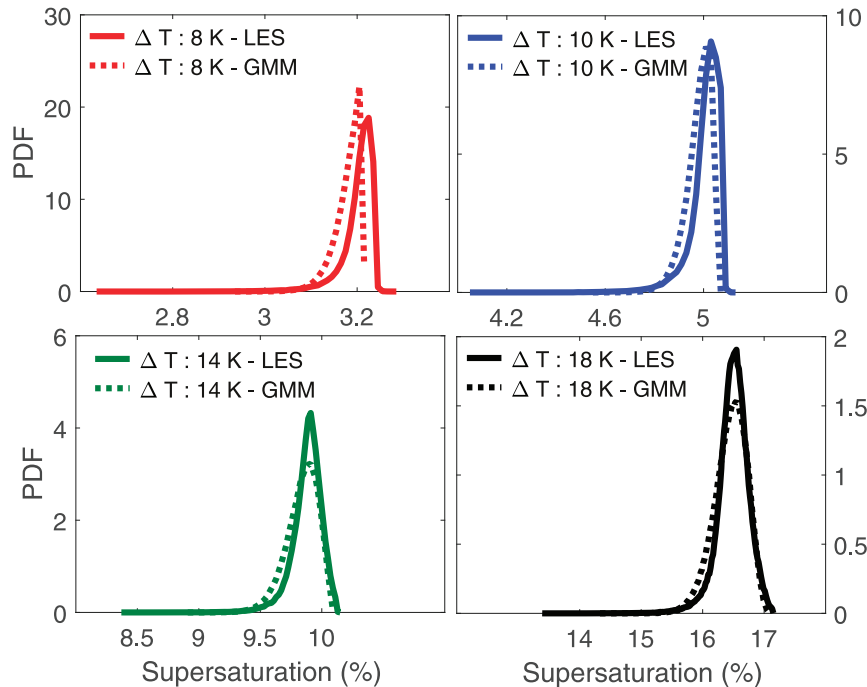 30
20
10
0
PDF
Δ T : 8 K - LES
Δ T : 8 K - GMM
2.8 3 3.2
Δ T : 10 K - LES
Δ T : 10 K - GMM
10
5
0
4.2 4.6 5
6
4
2
0
PDF
Δ T : 14 K - LES
Δ T : 14 K - GMM
8.5 9 9.5 10
Supersaturation (%)
Δ T : 18 K - LES
Δ T : 18 K - GMM
2
1.5
1
0.5
0
14 15 16 17
Supersaturation (%)